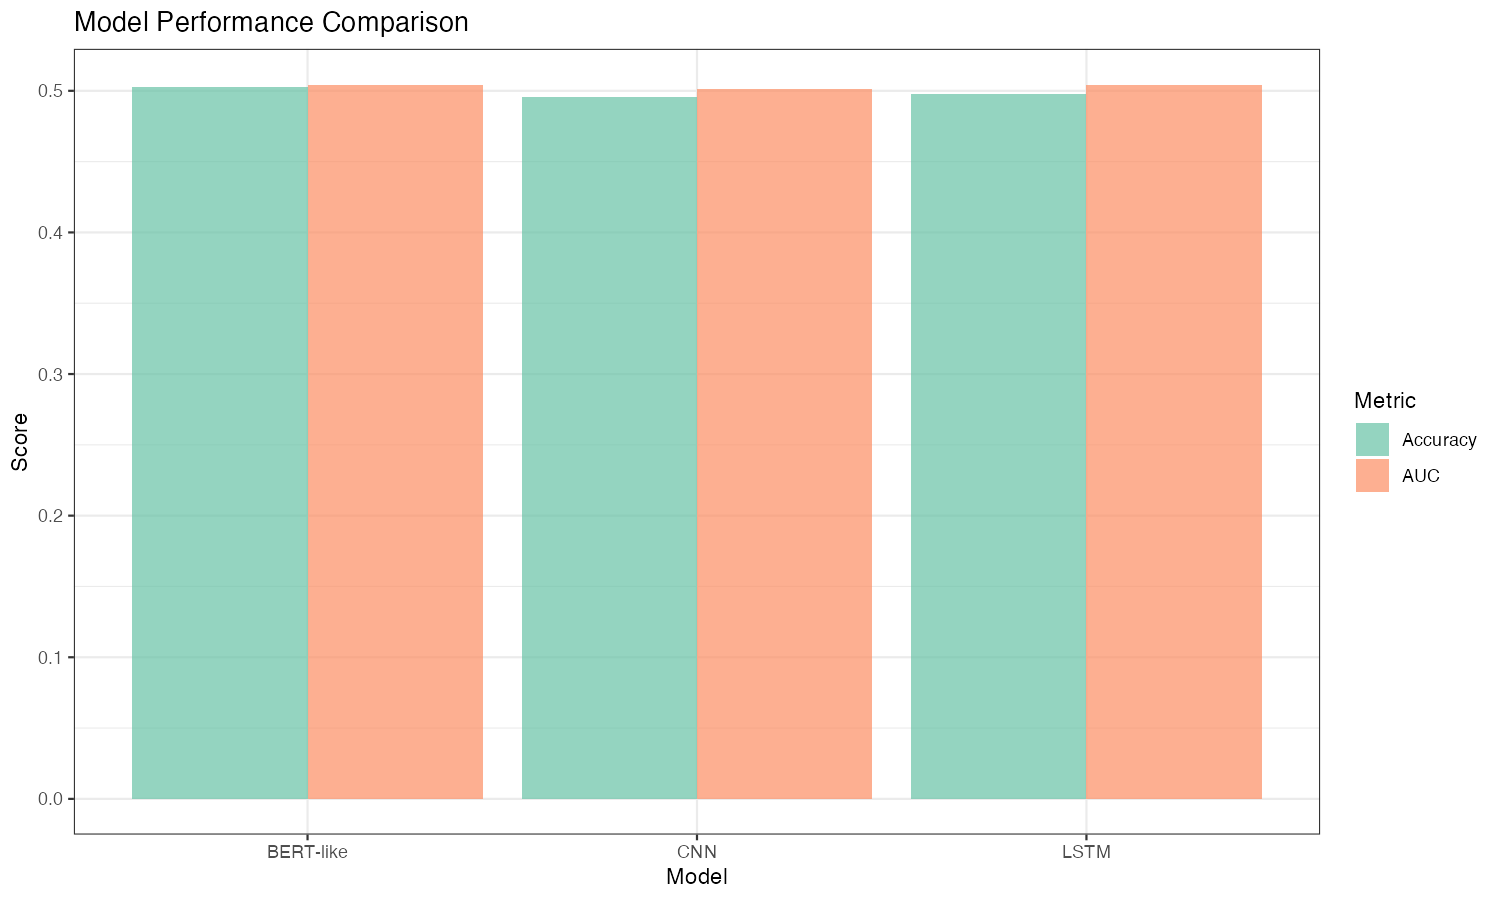 Model Performance Comparison
Score
0.5
0.4
0.3
0.2
0.1
0.0
BERT-like
CNN
LSTM
Model
Metric
Accuracy
AUC